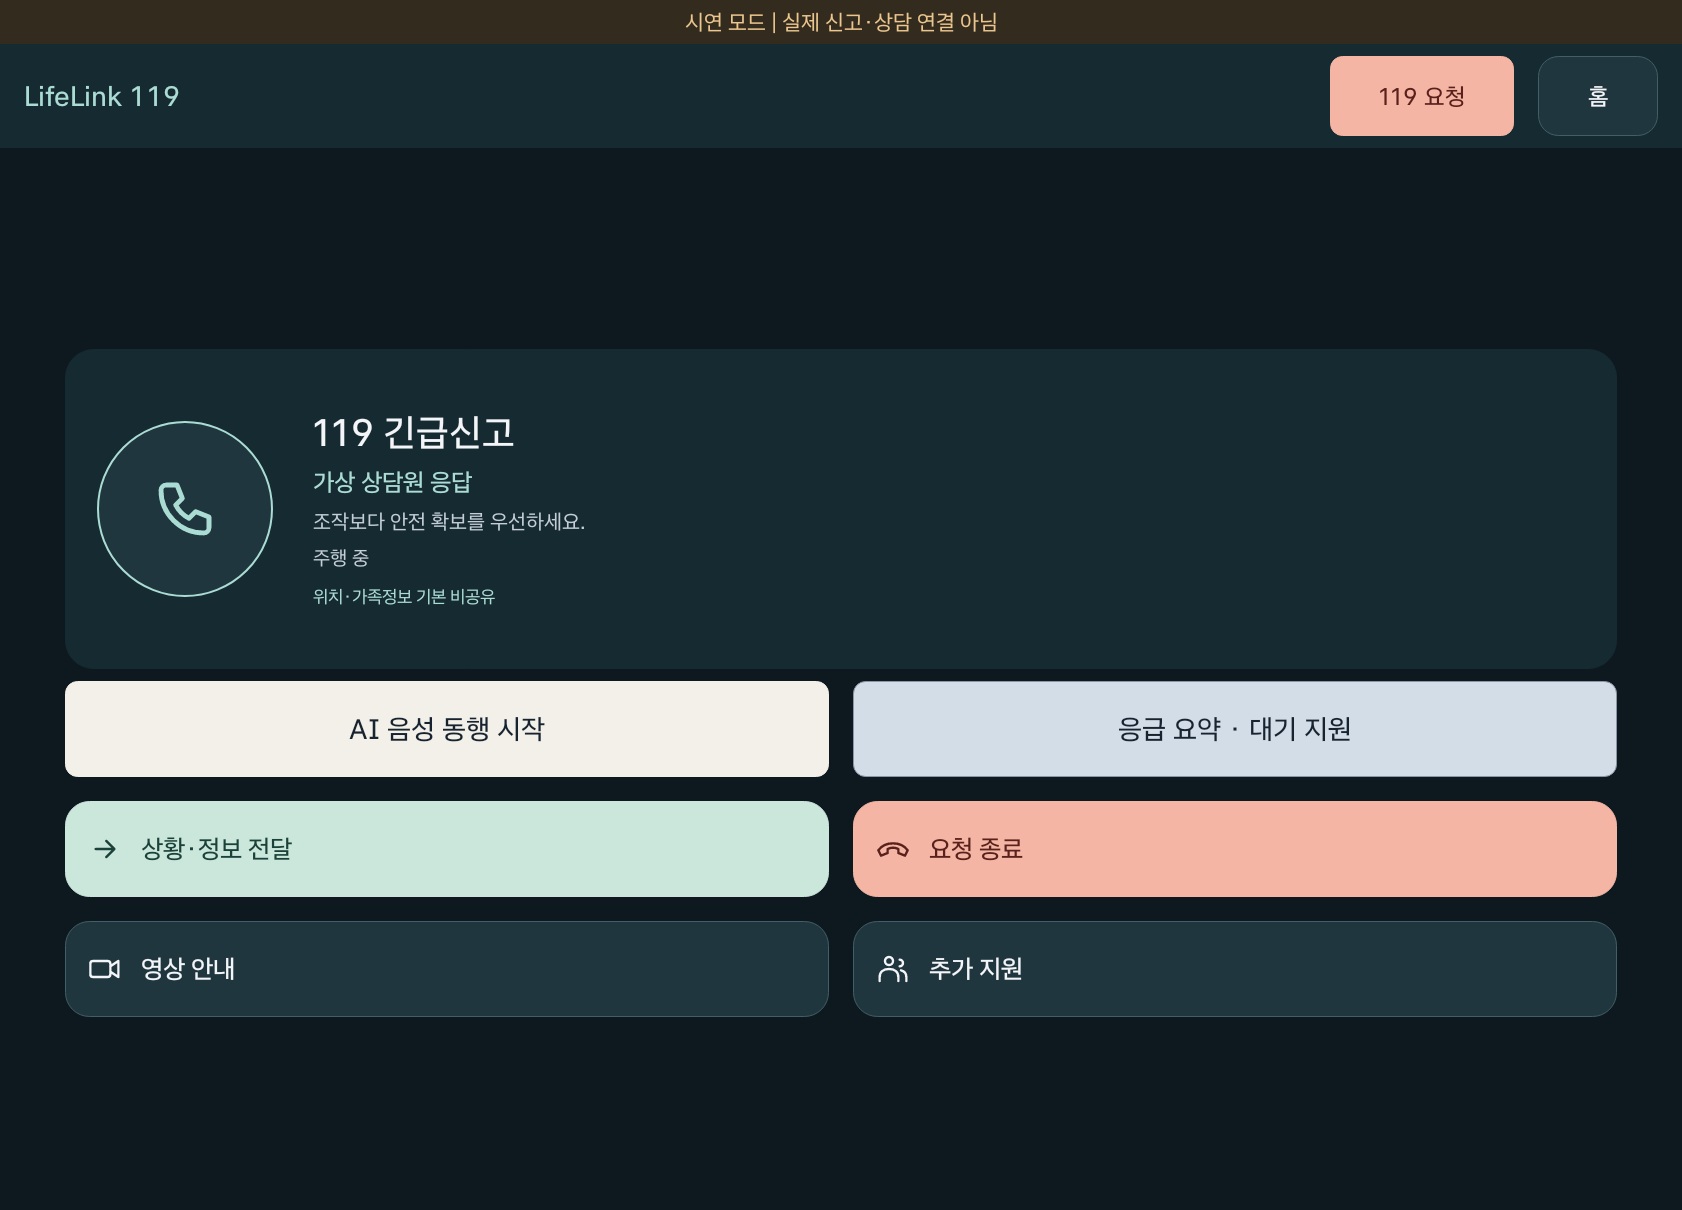 시연 모드 | 실제 신고·상담 연결 아님
LifeLink 119
119 요청
홈
119 긴급신고
가상 상담원 응답
조작보다 안전 확보를 우선하세요.
주행 중
위치·가족정보 기본 비공유
AI 음성 동행 시작
응급 요약 · 대기 지원
상황·정보 전달
요청 종료
영상 안내
추가 지원